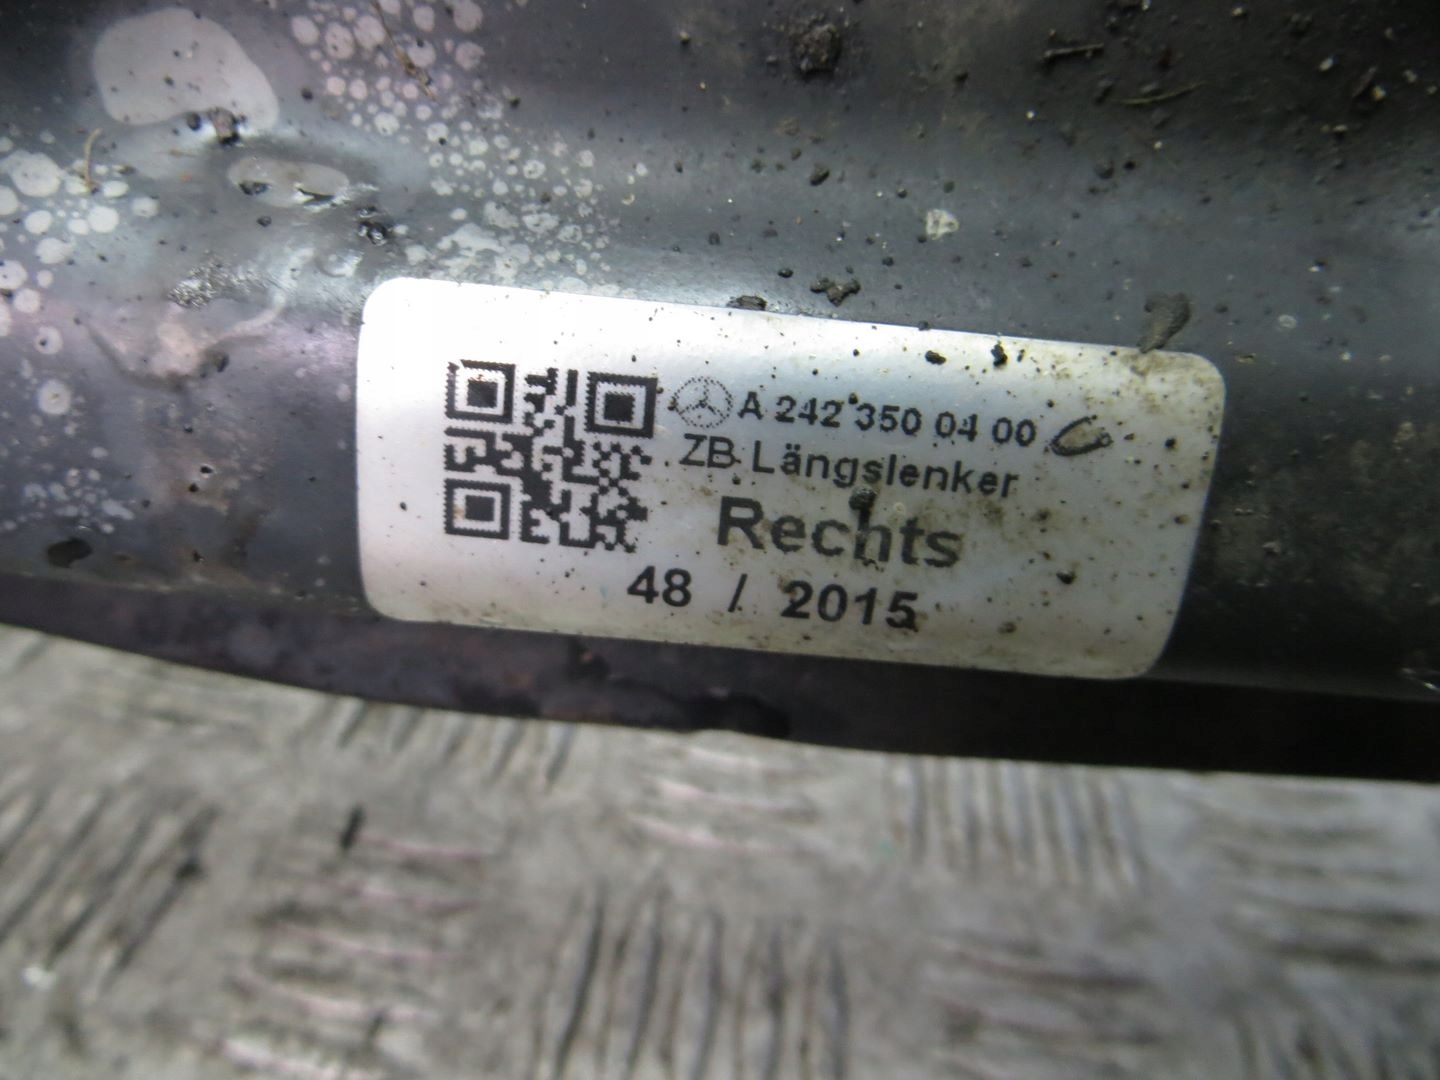 A 242 350 04 00
ZB Längslenker
Rechts
48 / 2015